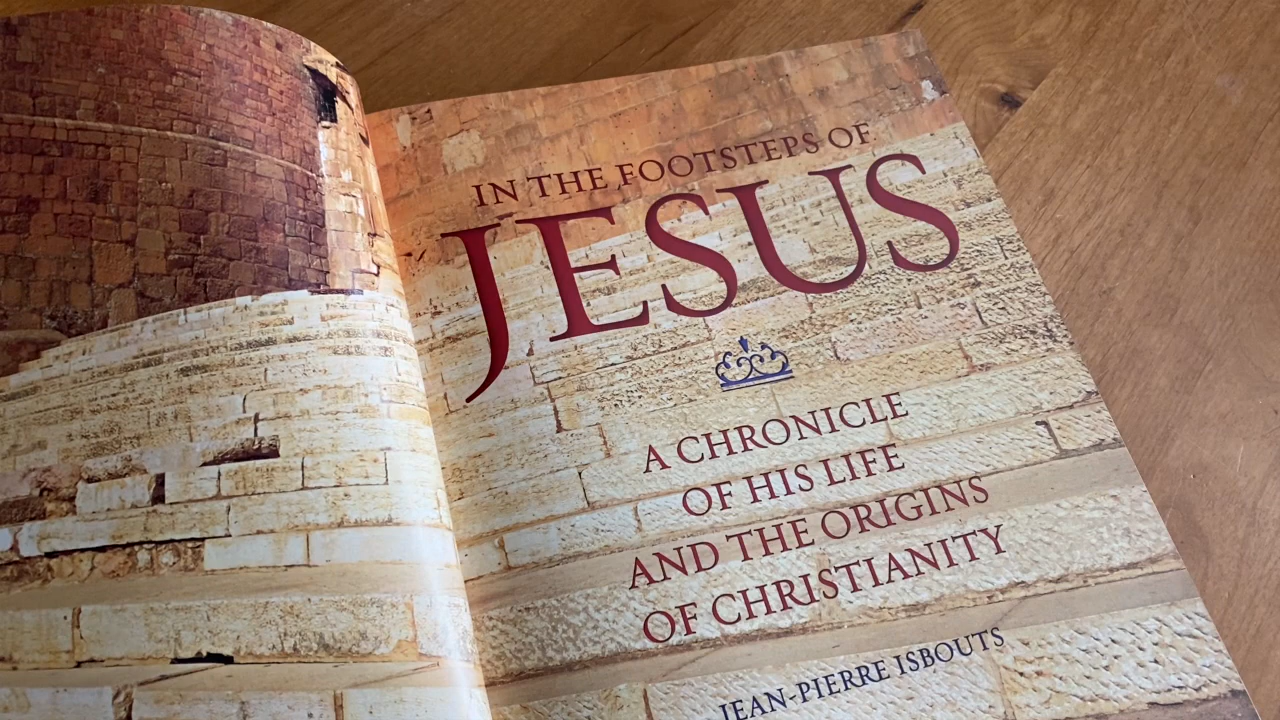 IN THE FOOTSTEPS OF
JESUS
A CHRONICLE
OF HIS LIFE
AND THE ORIGINS
OF CHRISTIANITY
JEAN-PIERRE ISBOUTS